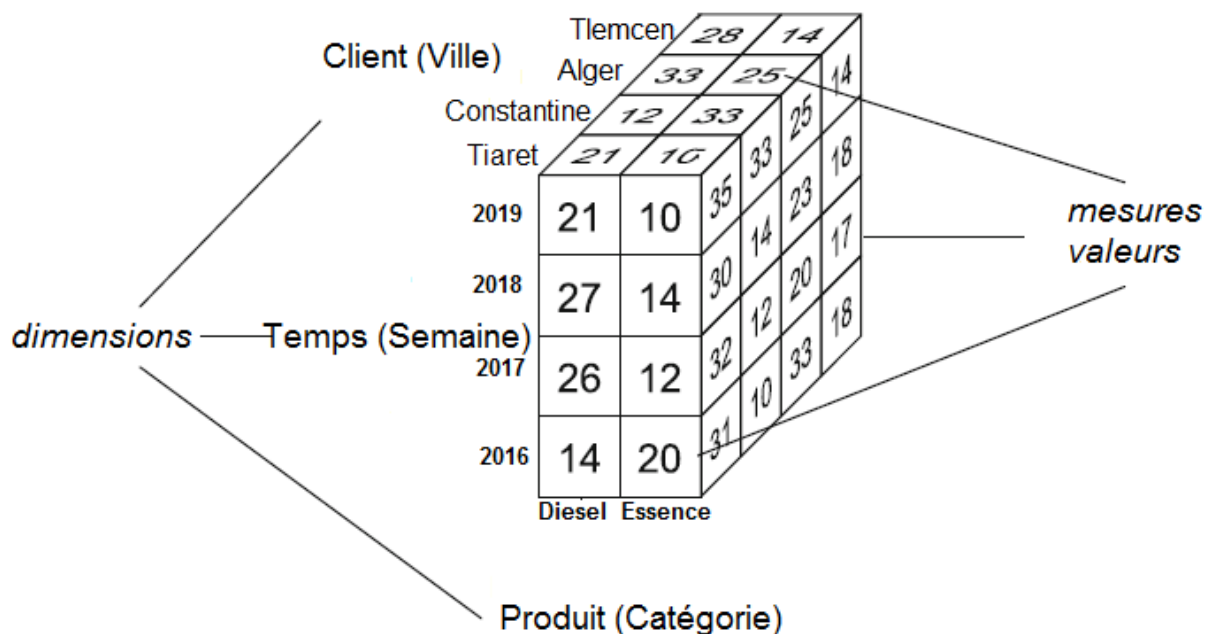 Client (Ville)
Tlemcen 28 14
Alger 33 25
Constantine 12 33
Tiaret 21 10
2019 21 10 35 33 25 14
2018 27 14 30 14 23 18
dimensions Temps (Semaine)
2017 26 12 32 12 20 17
2016 14 20 31 10 33 18
Diesel Essence
mesures
valeurs
Produit (Catégorie)